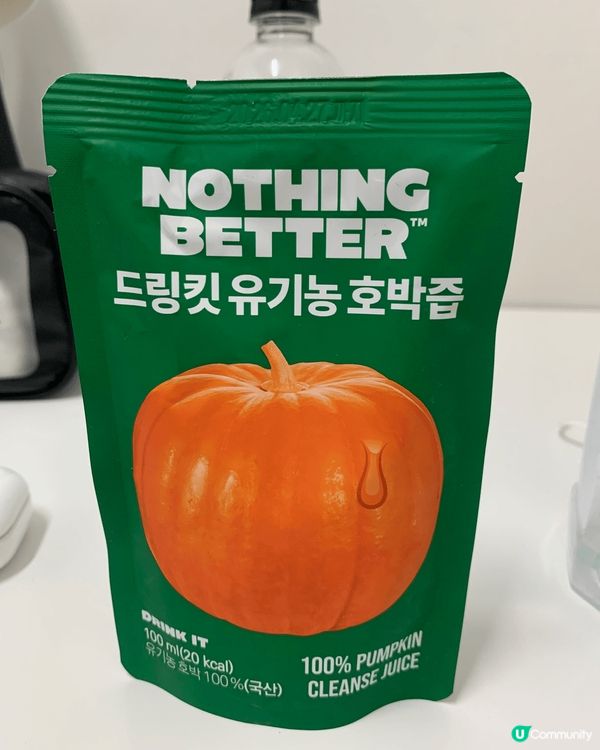 NOTHING
BETTER™
드링킷 유기농 호박즙
DRINK IT
100 ml(20 kcal)
유기농 호박 100%(국산)
100% PUMPKIN
CLEANSE JUICE
U Community